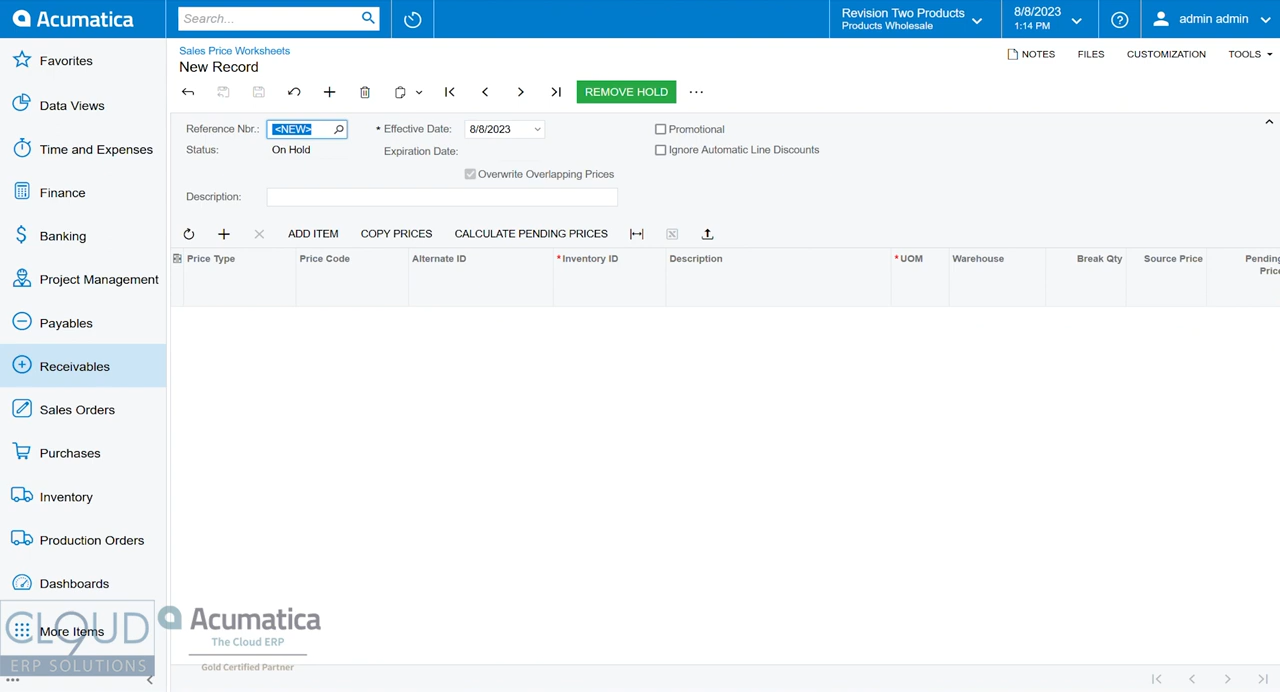 Acumatica
Search...
Revision Two Products
Products Wholesale
8/8/2023
1:14 PM
admin admin
Favorites
Data Views
Time and Expenses
Finance
Banking
Project Management
Payables
Receivables
Sales Orders
Purchases
Inventory
Production Orders
Dashboards
More Items
Sales Price Worksheets
New Record
NOTES FILES CUSTOMIZATION TOOLS
REMOVE HOLD
Reference Nbr.: <NEW> * Effective Date: 8/8/2023 Promotional
Status: On Hold Expiration Date: Ignore Automatic Line Discounts
Overwrite Overlapping Prices
Description:
ADD ITEM COPY PRICES CALCULATE PENDING PRICES
Price Type Price Code Alternate ID *Inventory ID Description *UOM Warehouse Break Qty Source Price Pending
Price
CLOUD 9
ERP SOLUTIONS
Acumatica
The Cloud ERP
Gold Certified Partner